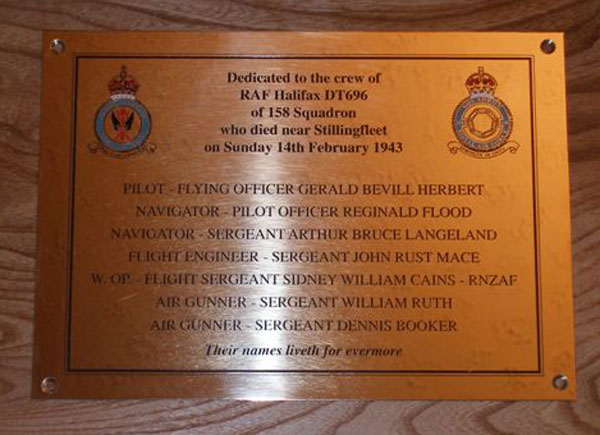 Dedicated to the crew of
RAF Halifax DT696
of 158 Squadron
who died near Stillingfleet
on Sunday 14th February 1943
PILOT - FLYING OFFICER GERALD BEVILL HERBERT
NAVIGATOR - PILOT OFFICER REGINALD FLOOD
NAVIGATOR - SERGEANT ARTHUR BRUCE LANGELAND
FLIGHT ENGINEER - SERGEANT JOHN RUST MACE
W. OP. - FLIGHT SERGEANT SIDNEY WILLIAM CAINS - RNZAF
AIR GUNNER - SERGEANT WILLIAM RUTH
AIR GUNNER - SERGEANT DENNIS BOOKER
Their names liveth for evermore